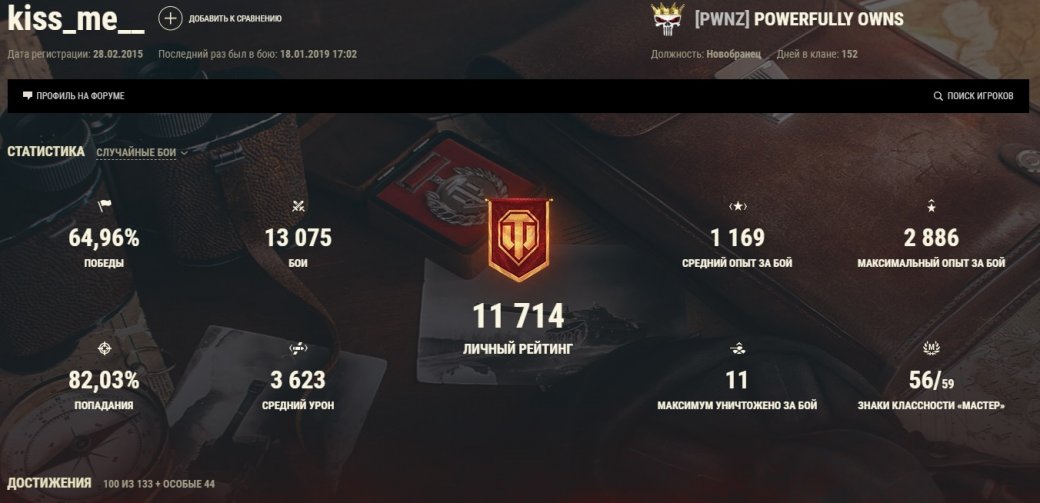 kiss_me__ ДОБАВИТЬ К СРАВНЕНИЮ [PWNZ] POWERFULLY OWNS
Дата регистрации: 28.02.2015 Последний раз был в бою: 18.01.2019 17:02 Должность: Новобранец Дней в клане: 152
ПРОФИЛЬ НА ФОРУМЕ ПОИСК ИГРОКОВ
СТАТИСТИКА СЛУЧАЙНЫЕ БОИ
64,96% 13 075 1 169 2 886
ПОБЕДЫ БОИ СРЕДНИЙ ОПЫТ ЗА БОЙ МАКСИМАЛЬНЫЙ ОПЫТ ЗА БОЙ
11 714
ЛИЧНЫЙ РЕЙТИНГ
82,03% 3 623 11 56/59
ПОПАДАНИЯ СРЕДНИЙ УРОН МАКСИМУМ УНИЧТОЖЕНО ЗА БОЙ ЗНАКИ КЛАССНОСТИ «МАСТЕР»
ДОСТИЖЕНИЯ 100 ИЗ 133 + ОСОБЫЕ 44